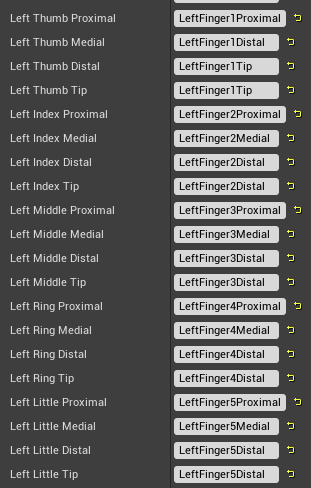 Left Thumb Proximal LeftFinger1Proximal
Left Thumb Medial LeftFinger1Distal
Left Thumb Distal LeftFinger1Tip
Left Thumb Tip LeftFinger1Tip
Left Index Proximal LeftFinger2Proximal
Left Index Medial LeftFinger2Medial
Left Index Distal LeftFinger2Distal
Left Index Tip LeftFinger2Distal
Left Middle Proximal LeftFinger3Proximal
Left Middle Medial LeftFinger3Medial
Left Middle Distal LeftFinger3Distal
Left Middle Tip LeftFinger3Distal
Left Ring Proximal LeftFinger4Proximal
Left Ring Medial LeftFinger4Medial
Left Ring Distal LeftFinger4Distal
Left Ring Tip LeftFinger4Distal
Left Little Proximal LeftFinger5Proximal
Left Little Medial LeftFinger5Medial
Left Little Distal LeftFinger5Distal
Left Little Tip LeftFinger5Distal